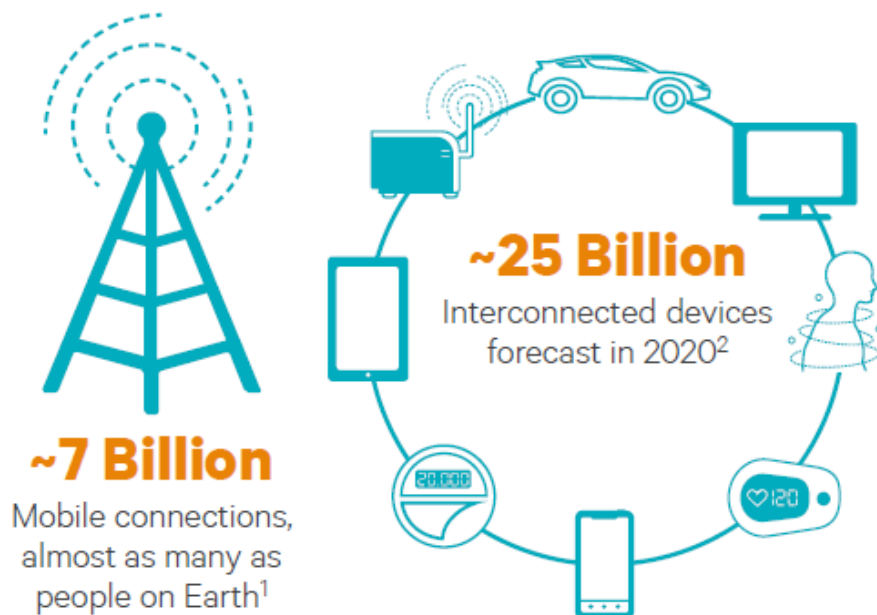 ~7 Billion
Mobile connections,
almost as many as
people on Earth¹
~25 Billion
Interconnected devices
forecast in 2020²
20.000
120